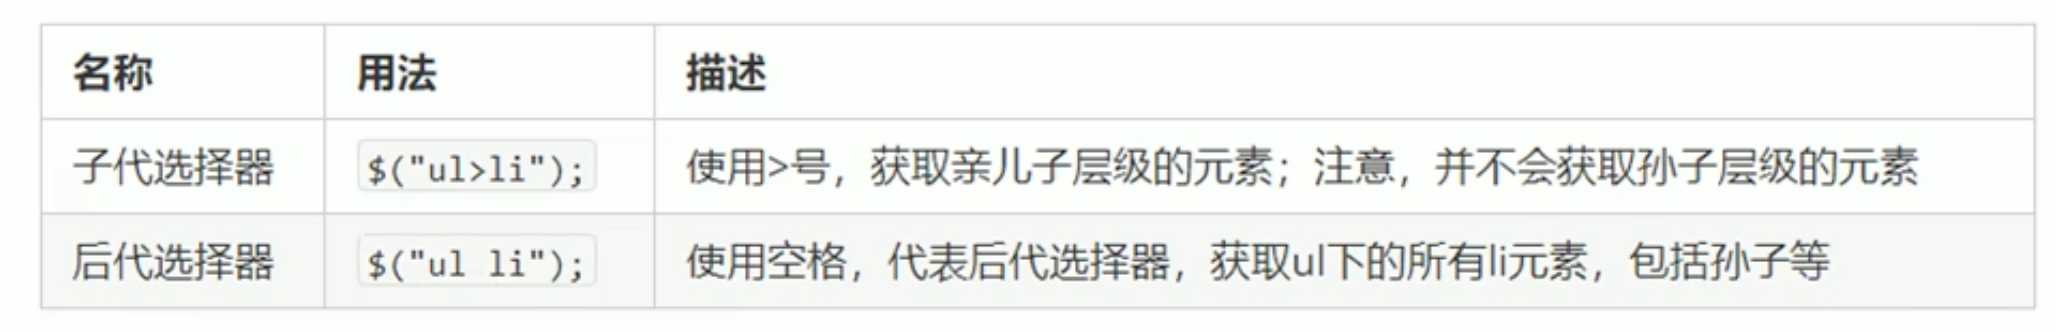 名称 用法 描述
子代选择器 $("ul>li"); 使用>号，获取亲儿子层级的元素；注意，并不会获取孙子层级的元素
后代选择器 $("ul li"); 使用空格，代表后代选择器，获取ul下的所有li元素，包括孙子等